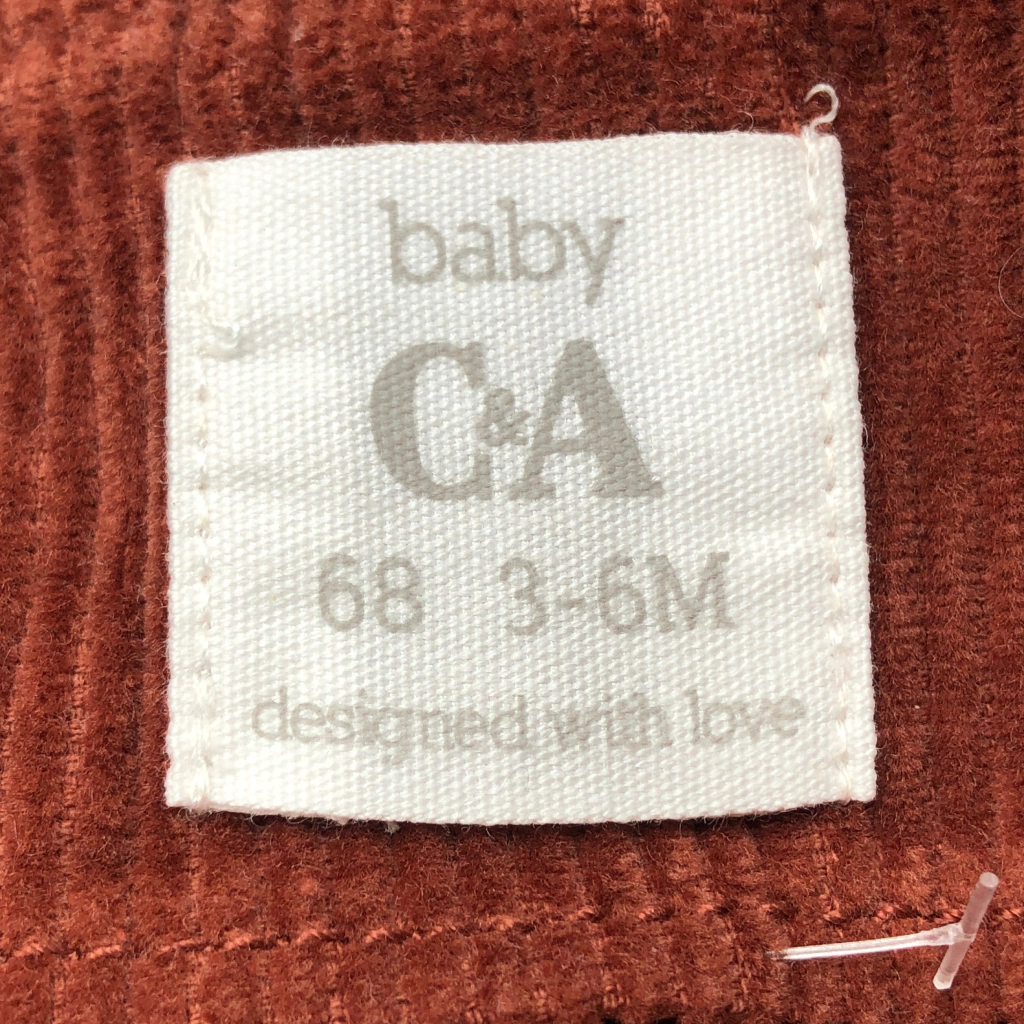 baby
C&A
68 3-6M
designed with love